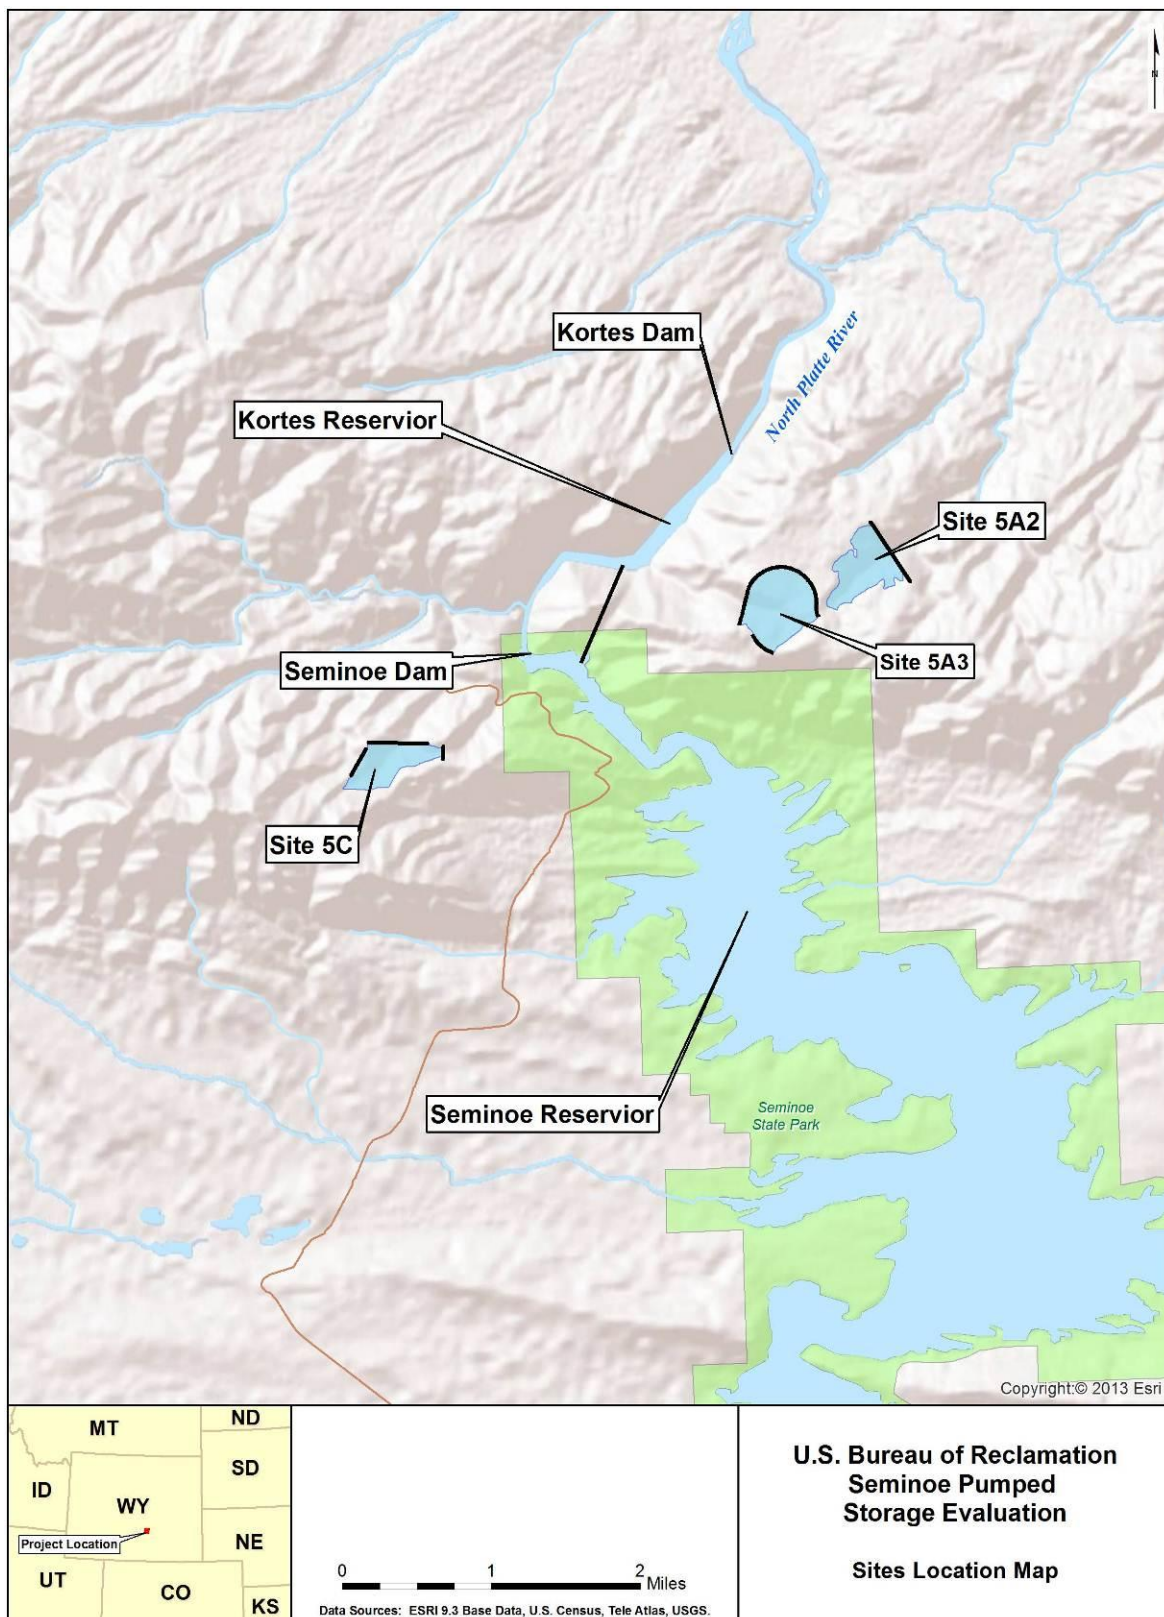 N
Kortes Dam
North Platte River
Kortes Reservior
Site 5A2
Site 5A3
Seminoe Dam
Site 5C
Seminoe Reservior
Seminoe
State Park
Copyright:© 2013 Esri
MT
ND
ID
SD
WY
Project Location
NE
UT
CO
KS
0
1
2
Miles
Data Sources: ESRI 9.3 Base Data, U.S. Census, Tele Atlas, USGS.
U.S. Bureau of Reclamation
Seminoe Pumped
Storage Evaluation
Sites Location Map